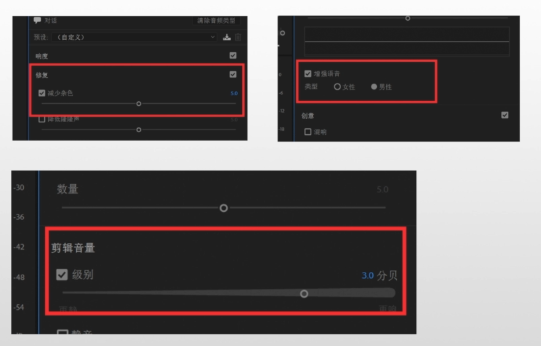 对话
清除音频类型
预设： （自定义）
响度
修复
减少杂色 5.0
降低隆隆声
增强语音
类型 女性 男性
创意
混响
-30
-36
-42
-48
-54
数量 5.0
剪辑音量
级别 3.0 分贝
静音